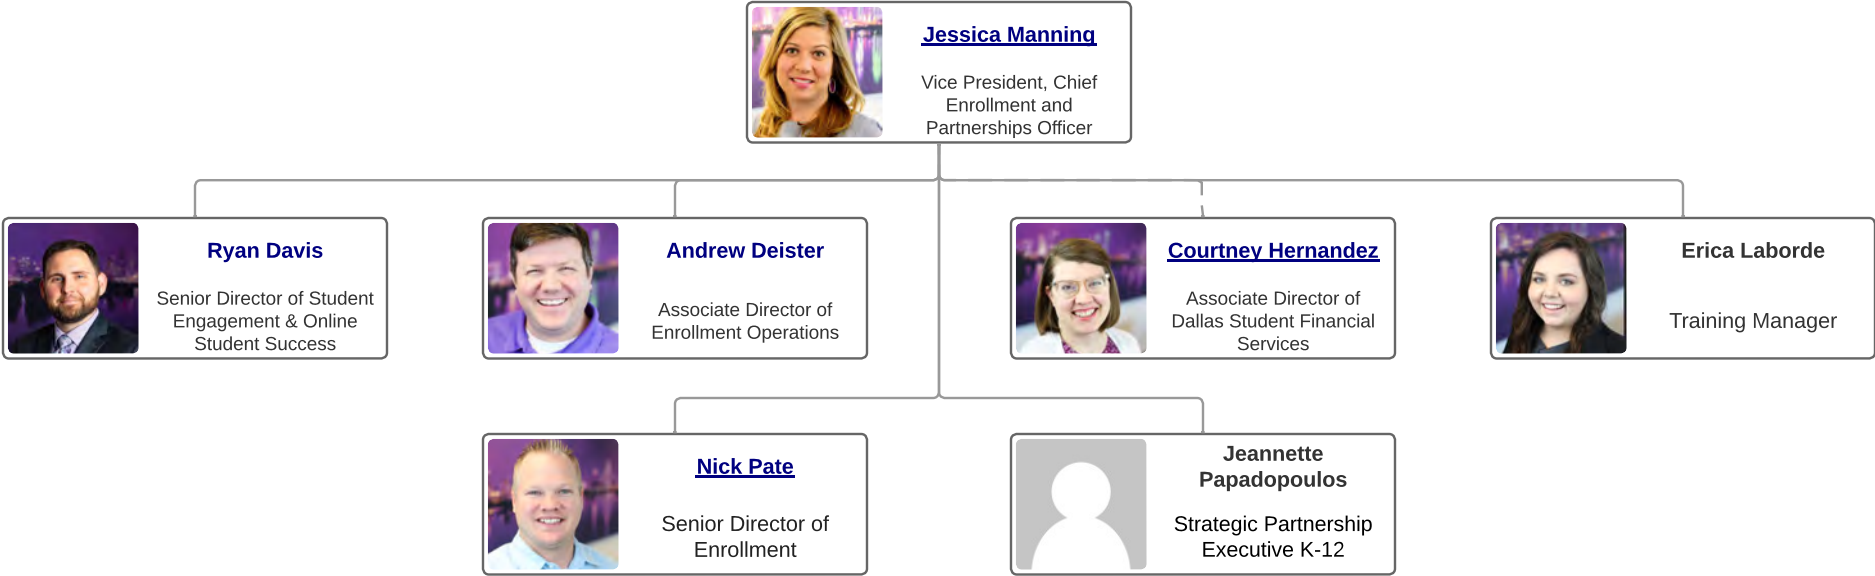 Jessica Manning
Vice President, Chief
Enrollment and
Partnerships Officer
Ryan Davis
Senior Director of Student
Engagement & Online
Student Success
Andrew Deister
Associate Director of
Enrollment Operations
Courtney Hernandez
Associate Director of
Dallas Student Financial
Services
Erica Laborde
Training Manager
Nick Pate
Senior Director of
Enrollment
Jeannette
Papadopoulos
Strategic Partnership
Executive K-12